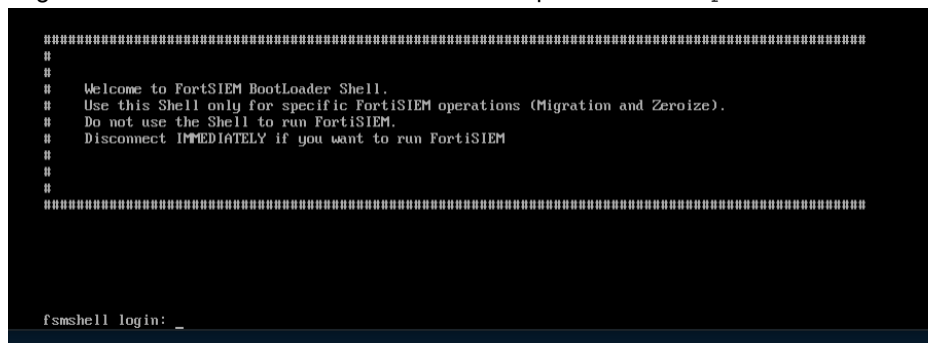 ####################################################################################################
#
#
#    Welcome to FortSIEM BootLoader Shell.
#    Use this Shell only for specific FortiSIEM operations (Migration and Zeroize).
#    Do not use the Shell to run FortiSIEM.
#    Disconnect IMMEDIATELY if you want to run FortiSIEM
#
#
#
####################################################################################################
fsmshell login: _